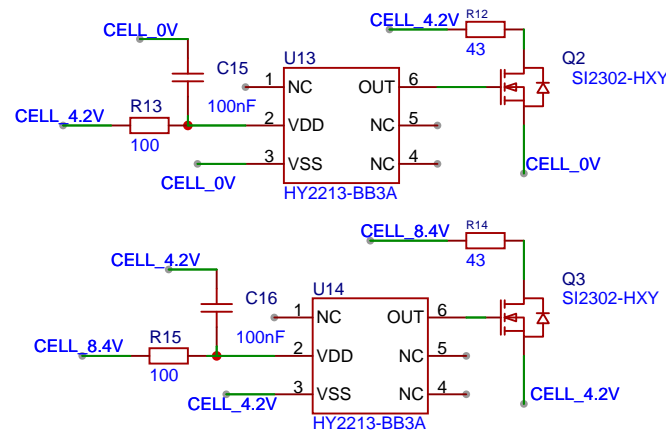 CELL_0V
CELL_4.2V
R12
43
Q2
SI2302-HXY
C15
100nF
U13
1
NC
OUT
6
CELL_4.2V
R13
100
2
VDD
NC
5
3
VSS
NC
4
CELL_0V
HY2213-BB3A
CELL_0V
CELL_8.4V
R14
43
Q3
SI2302-HXY
CELL_4.2V
C16
100nF
U14
1
NC
OUT
6
CELL_8.4V
R15
100
2
VDD
NC
5
3
VSS
NC
4
CELL_4.2V
HY2213-BB3A
CELL_4.2V